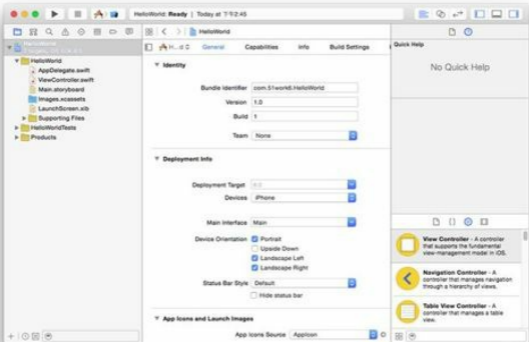 HelloWorld: Ready | Today at 下午2:45
HelloWorld
General
Capabilities
Info
Build Settings
Quick Help
No Quick Help
HelloWorld
HelloWorld
AppDelegate.swift
ViewController.swift
Main.storyboard
Images.xcassets
LaunchScreen.xib
Supporting Files
HelloWorldTests
Products
Identity
Bundle Identifier com.51work6.HelloWorld
Version 1.0
Build 1
Team None
Deployment Info
Deployment Target
Devices iPhone
Main Interface Main
Device Orientation Portrait
Upside Down
Landscape Left
Landscape Right
Status Bar Style Default
Hide status bar
App Icons and Launch Images
App Icons Source AppIcon
View Controller - A controller
that supports the fundamental
view-management model in iOS.
Navigation Controller - A
controller that manages navigation
through a hierarchy of views.
Table View Controller - A
controller that manages a table
view.